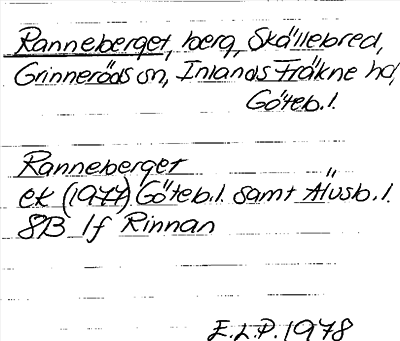 Ranneberget, berg, Skällebred,
Grinneröds sn, Inlands Fräkne hd,
Göteb.l.
Ranneberget
ek (1977) Göteb.l. samt Älvsb.l.
8B 1f Rinnan
E.L.P. 1978